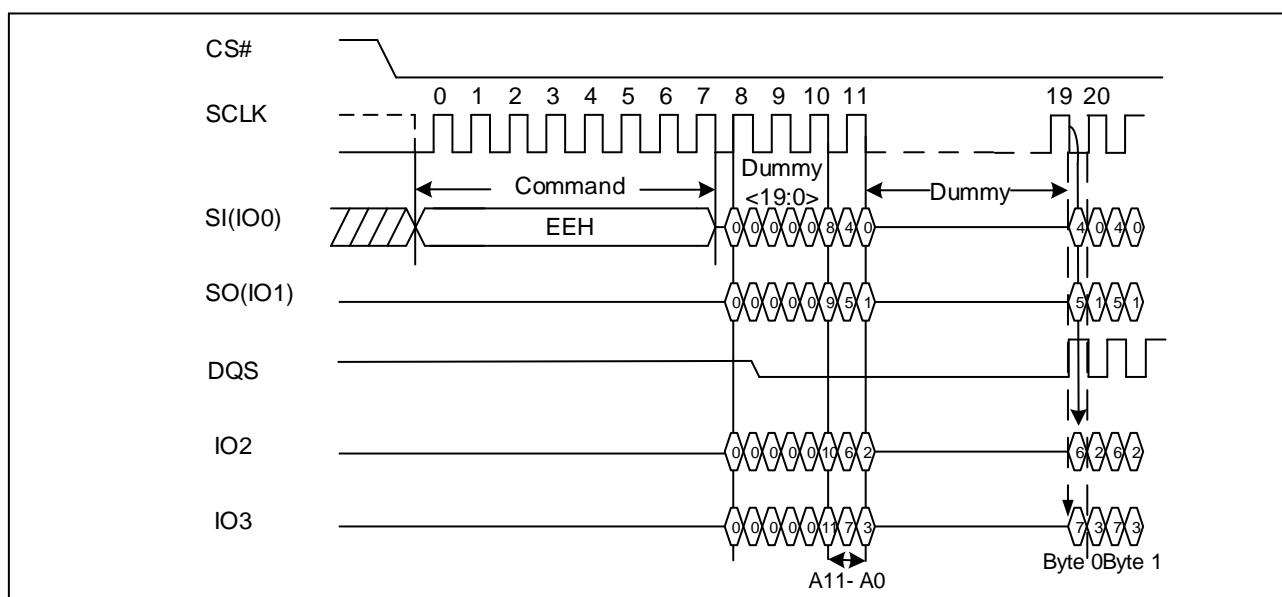 CS#
0 1 2 3 4 5 6 7 8 9 10 11 19 20
SCLK
Command
Dummy
<19:0>
Dummy
SI(IO0)
EEH
0 0 0 0 0 8 4 0
4 0 4 0
SO(IO1)
0 0 0 0 0 9 5 1
5 1 5 1
DQS
IO2
0 0 0 0 0 10 6 2
6 2 6 2
IO3
0 0 0 0 0 11 7 3
7 3 7 3
A11- A0
Byte 0Byte 1